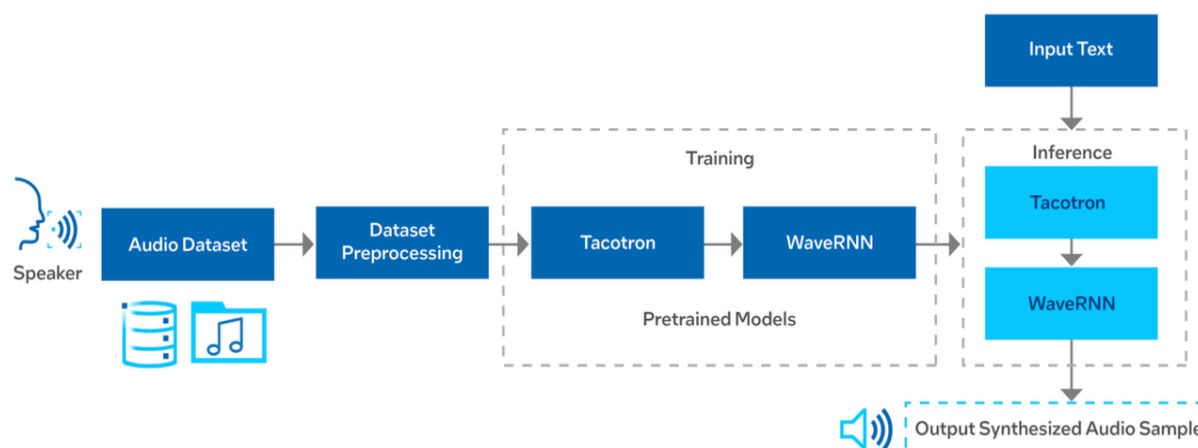 Input Text
Training
Inference
Tacotron
Speaker
Audio Dataset
Dataset
Preprocessing
Tacotron
WaveRNN
WaveRNN
Pretrained Models
Output Synthesized Audio Sample